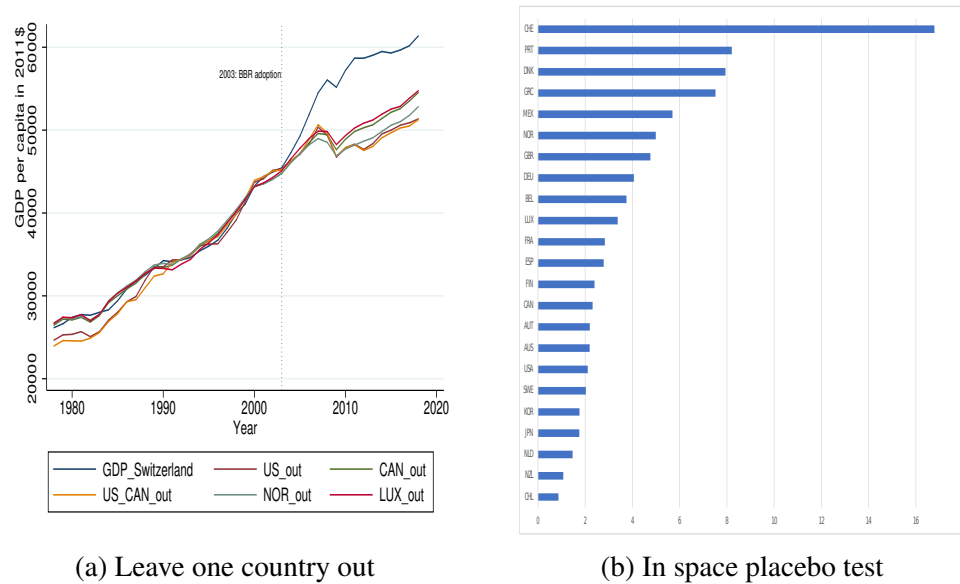 GDP per capita in 2011$
60000
50000
40000
30000
20000
2003: BBR adoption
1980 1990 2000 2010 2020
Year
GDP_Switzerland US_out CAN_out
US_CAN_out NOR_out LUX_out
(a) Leave one country out
CHE
PRT
DNK
GRC
MEX
NOR
GBR
DEU
BEL
LUX
FRA
ESP
FIN
CAN
AUT
AUS
USA
SWE
KOR
JPN
NLD
NZL
CHL
0 2 4 6 8 10 12 14 16
(b) In space placebo test